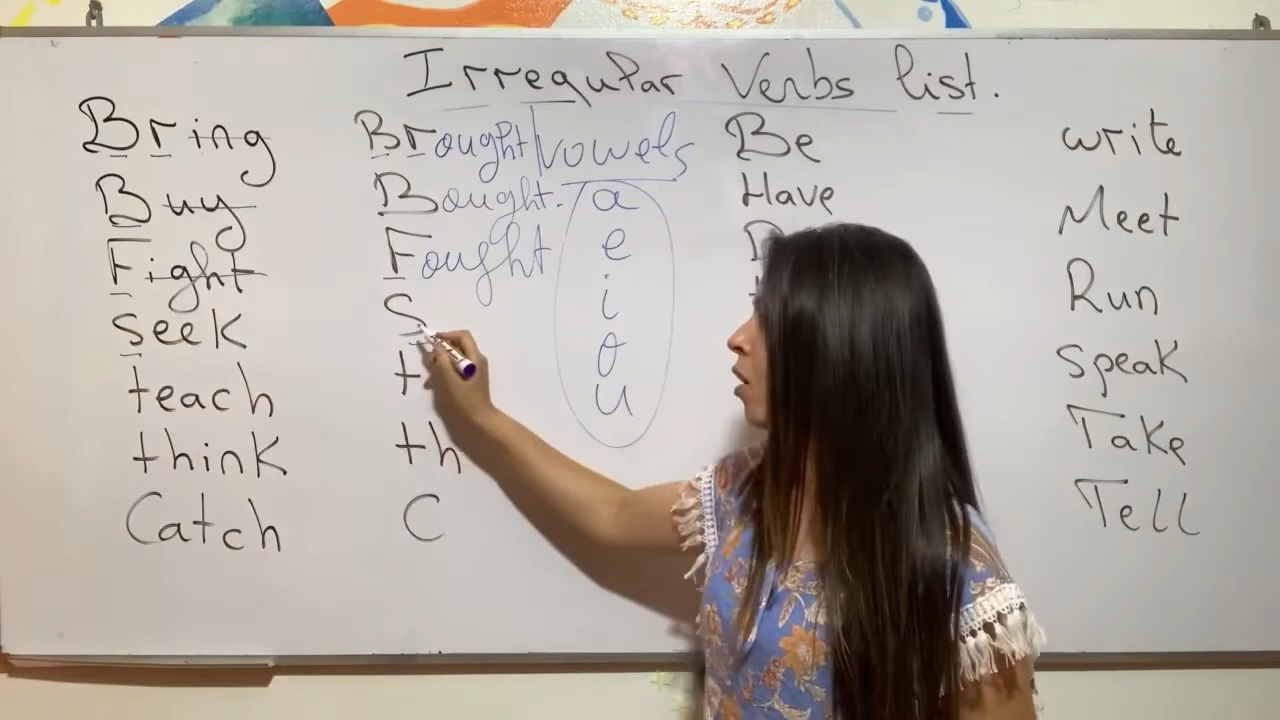 Irregular Verbs list.
Bring Brought vowels Be write
Buy Bought. a Have Meet
Fight Fought e D Run
seek S i speak
teach t o Take
think th u Tell
Catch C